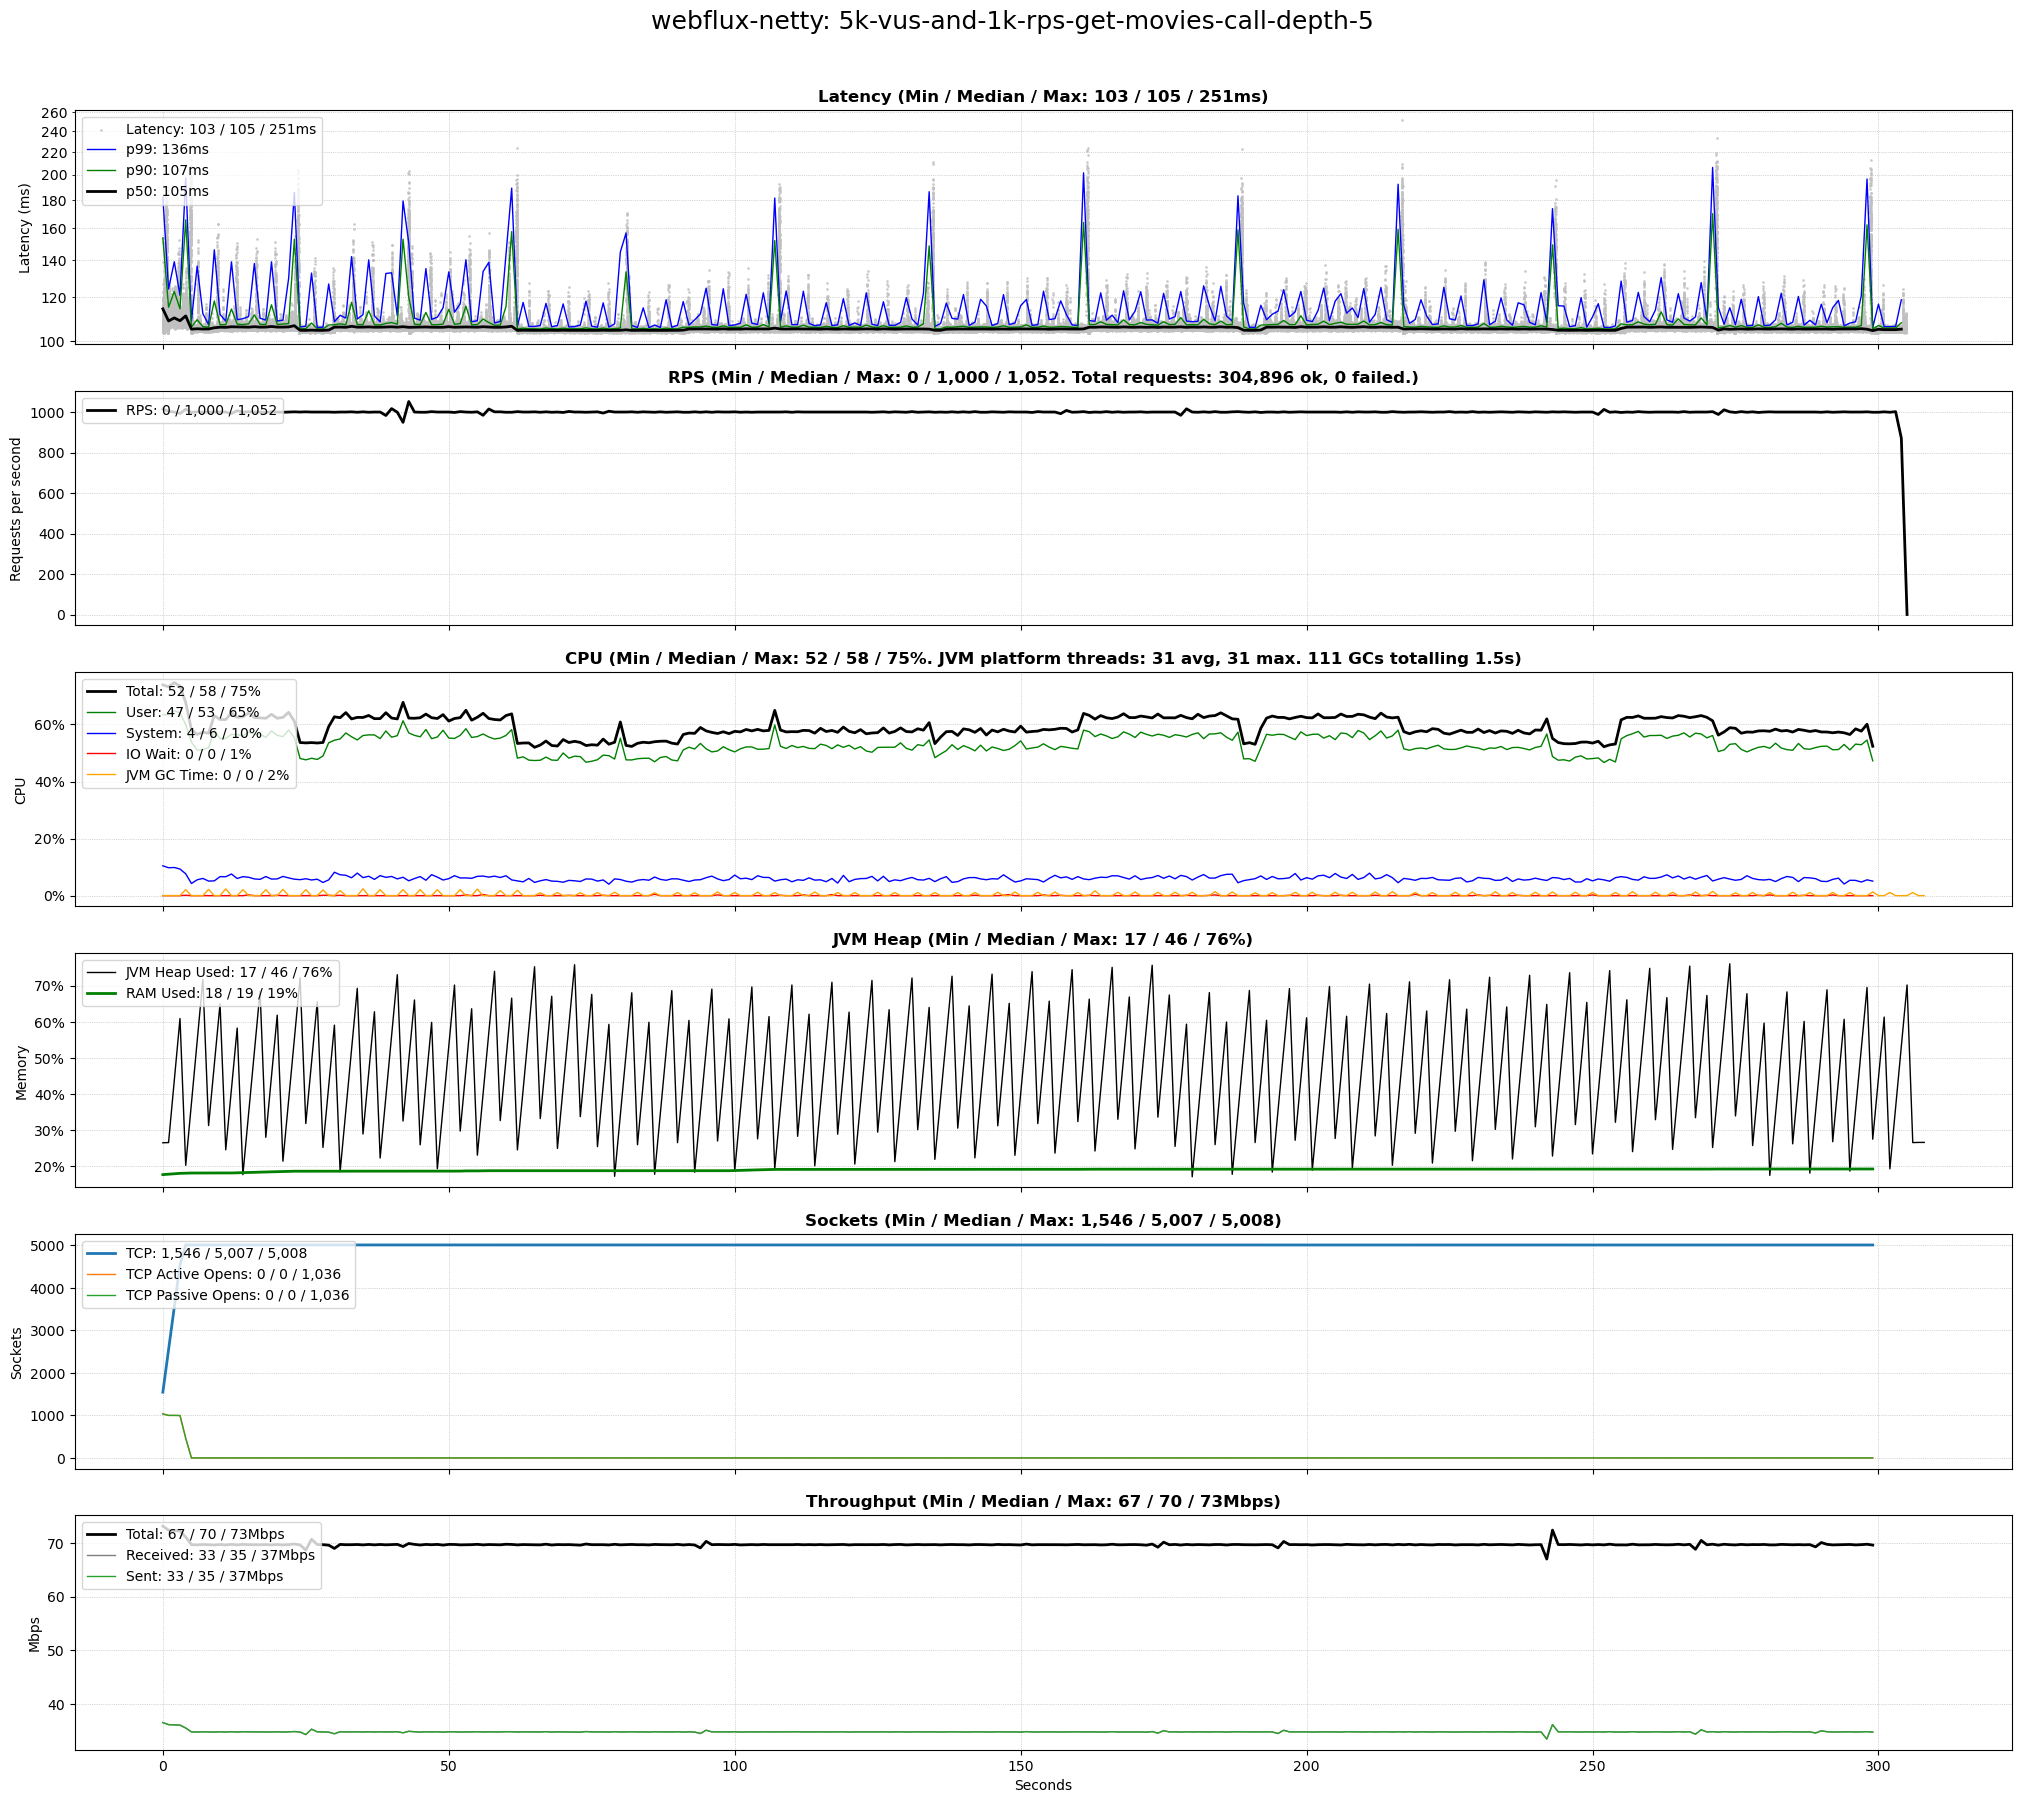 webflux-netty: 5k-vus-and-1k-rps-get-movies-call-depth-5
Latency (Min / Median / Max: 103 / 105 / 251ms)
Latency (ms)
260
240
220
200
180
160
140
120
100
Latency: 103 / 105 / 251ms
p99: 136ms
p90: 107ms
p50: 105ms
RPS (Min / Median / Max: 0 / 1,000 / 1,052. Total requests: 304,896 ok, 0 failed.)
Requests per second
1000
800
600
400
200
0
RPS: 0 / 1,000 / 1,052
CPU (Min / Median / Max: 52 / 58 / 75%. JVM platform threads: 31 avg, 31 max. 111 GCs totalling 1.5s)
CPU
60%
40%
20%
0%
Total: 52 / 58 / 75%
User: 47 / 53 / 65%
System: 4 / 6 / 10%
IO Wait: 0 / 0 / 1%
JVM GC Time: 0 / 0 / 2%
JVM Heap (Min / Median / Max: 17 / 46 / 76%)
Memory
70%
60%
50%
40%
30%
20%
JVM Heap Used: 17 / 46 / 76%
RAM Used: 18 / 19 / 19%
Sockets (Min / Median / Max: 1,546 / 5,007 / 5,008)
Sockets
5000
4000
3000
2000
1000
0
TCP: 1,546 / 5,007 / 5,008
TCP Active Opens: 0 / 0 / 1,036
TCP Passive Opens: 0 / 0 / 1,036
Throughput (Min / Median / Max: 67 / 70 / 73Mbps)
Mbps
70
60
50
40
Total: 67 / 70 / 73Mbps
Received: 33 / 35 / 37Mbps
Sent: 33 / 35 / 37Mbps
0 50 100 150 200 250 300
Seconds